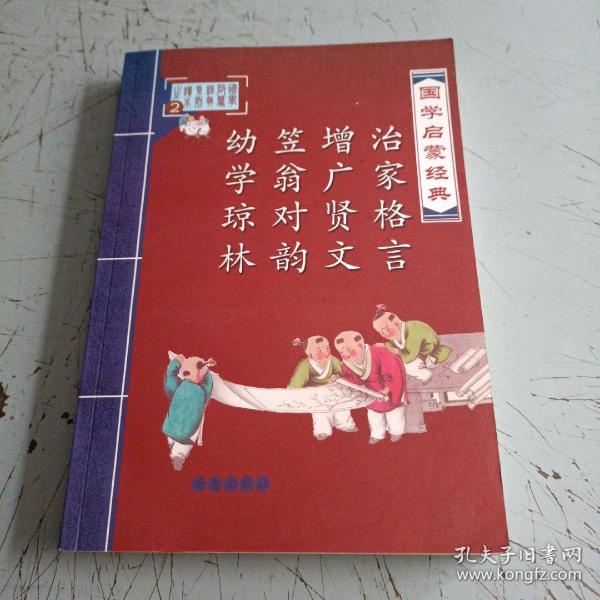 国学启蒙经典
治家格言
增广贤文
笠翁对韵
幼学琼林
2
孔夫子旧书网
www.kongfz.com